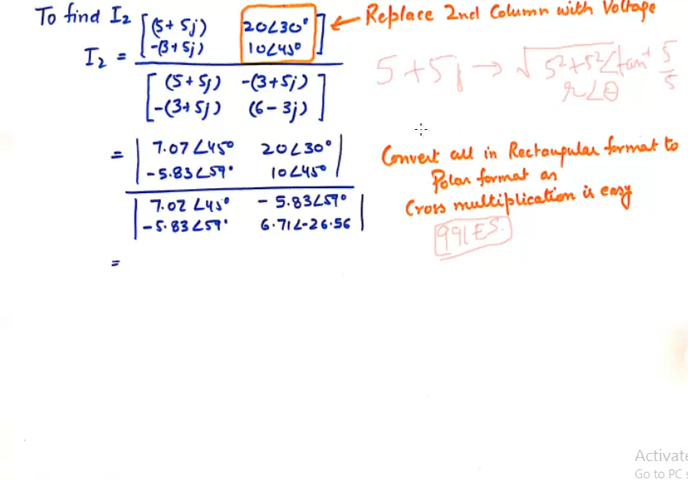 To find I₂
[ (5+5j) 20∠30° ] ← Replace 2nd Column with Voltage
I₂ = -(3+5j) 10∠45°
[ (5+5j) -(3+5j) ]
-(3+5j) (6-3j)
5+5j → √5²+5² ∠tan⁻¹ 5/5
r∠θ
= | 7.07∠45° 20∠30° |
-5.83∠59° 10∠45°
| 7.07∠45° -5.83∠59° |
-5.83∠59° 6.71∠-26.56
Convert all in Rectangular format to
Polar format as
Cross multiplication is easy
991ES
=
Activate
Go to PC s